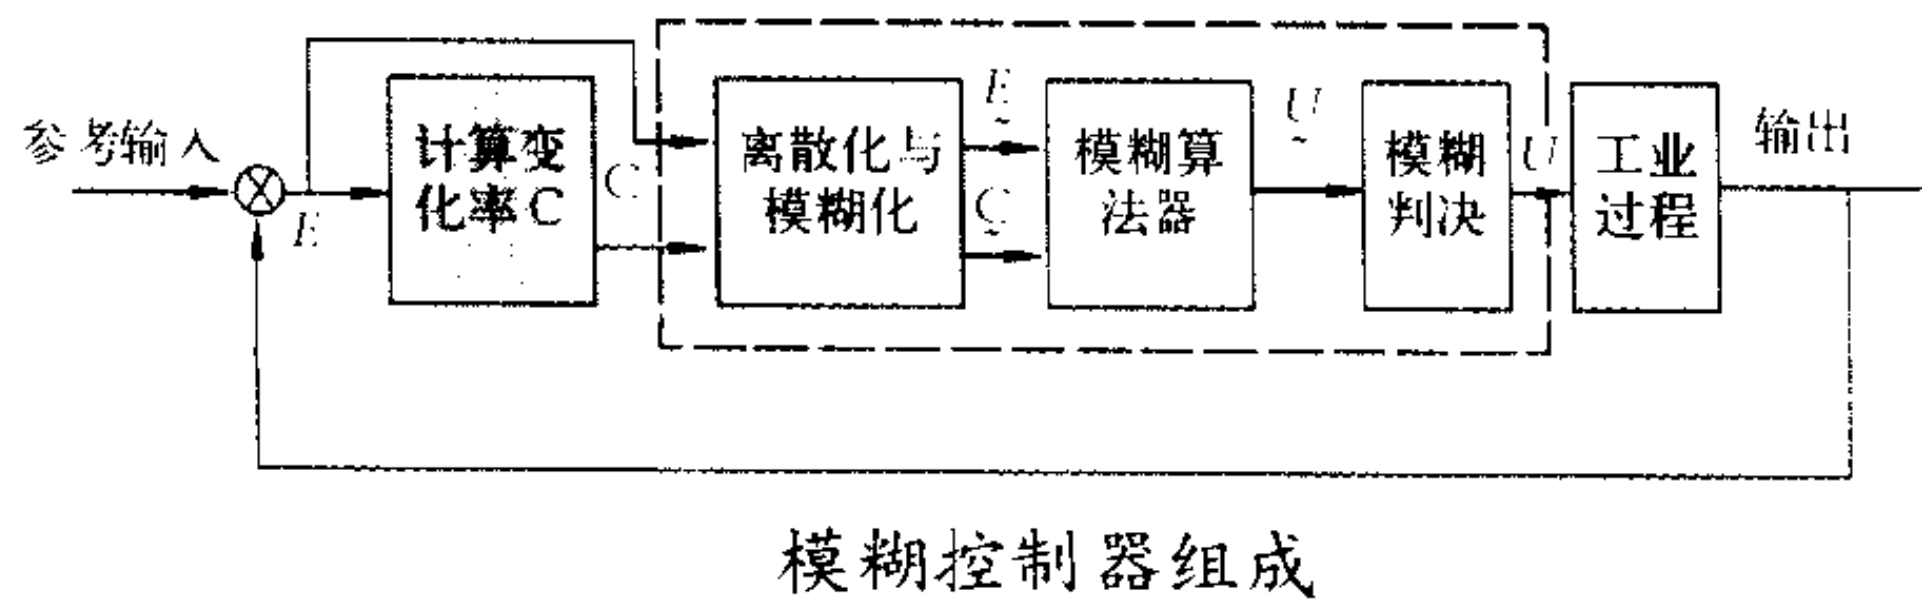 参考输入
E
计算变
化率C
C
离散化与
模糊化
E
~
C
~
模糊算
法器
U
~
模糊
判决
U
工业
过程
输出
模糊控制器组成